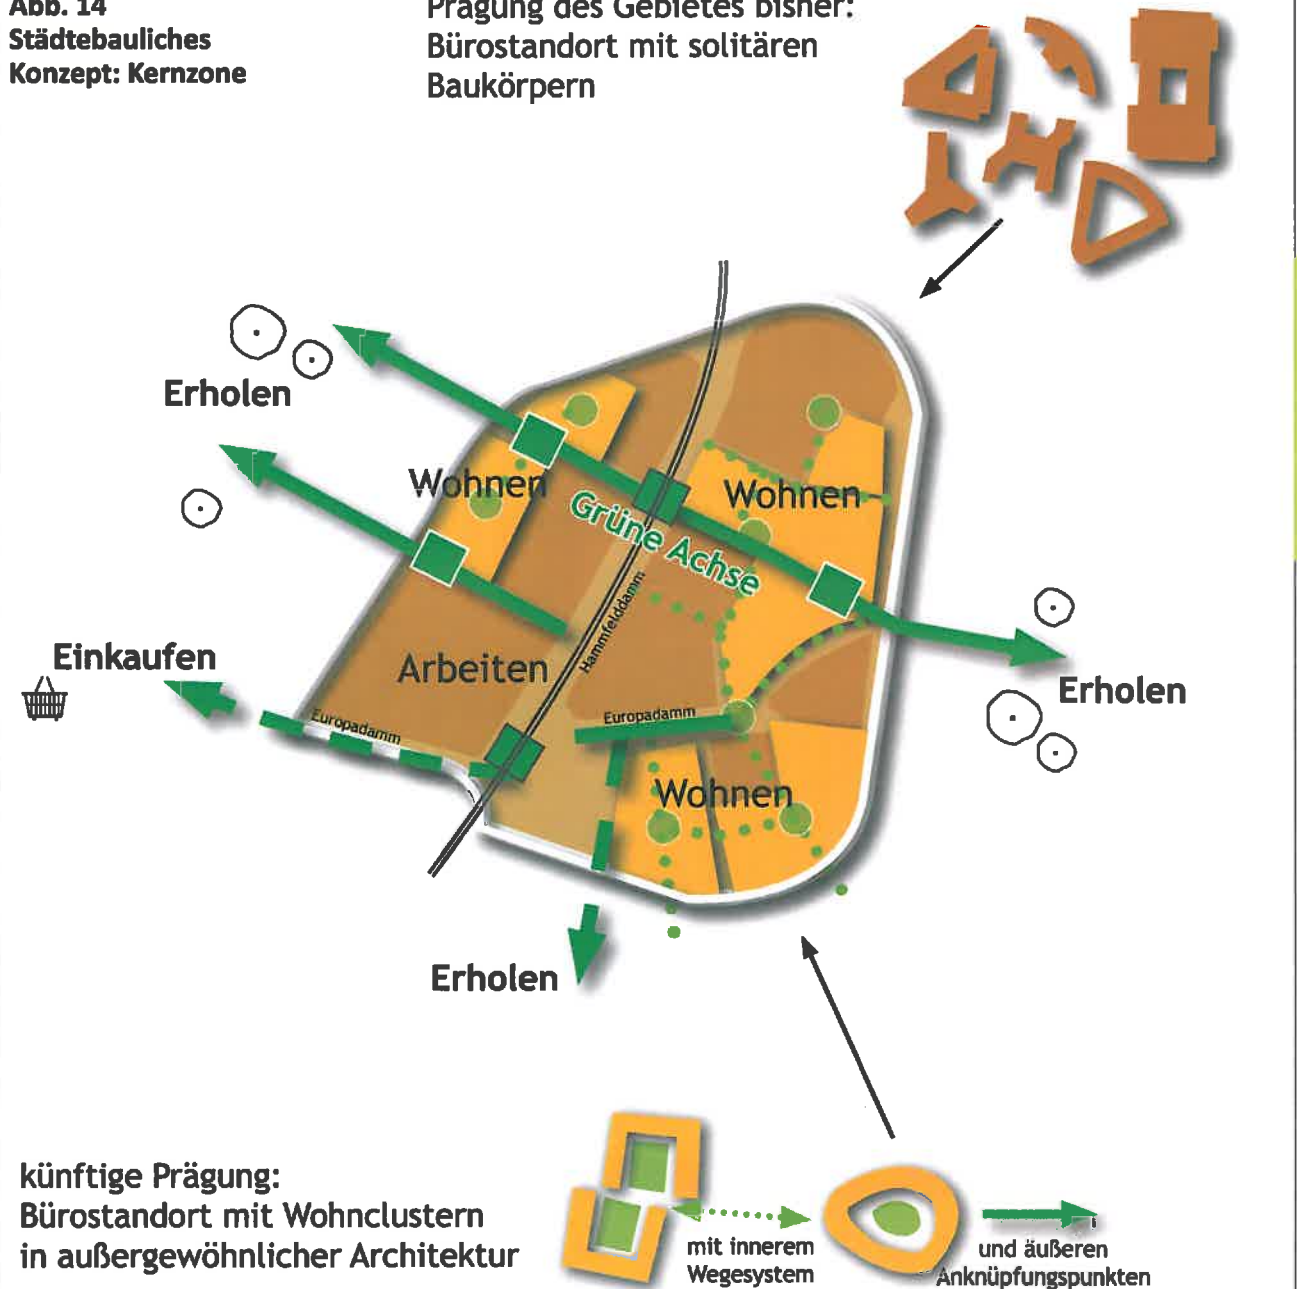 Abb. 14
Städtebauliches
Konzept: Kernzone
Prägung des Gebietes bisher:
Bürostandort mit solitären
Baukörpern
Erholen
Wohnen
Wohnen
Grüne Achse
Hammfelddamm
Einkaufen
Arbeiten
Erholen
Europadamm
Europadamm
Wohnen
Erholen
künftige Prägung:
Bürostandort mit Wohnclustern
in außergewöhnlicher Architektur
mit innerem
Wegesystem
und äußeren
Anknüpfungspunkten